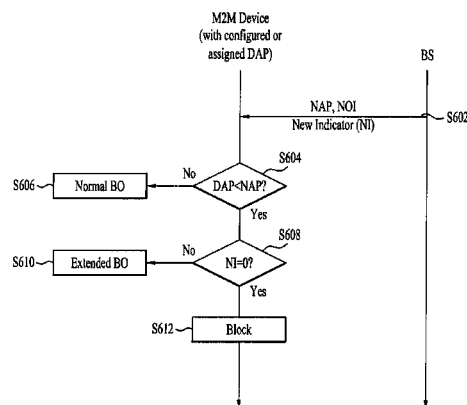 M2M Device
(with configured or
assigned DAP)
BS
NAP, NOI
New Indicator (NI)
S602
S604
S606
Normal BO
No
DAP<NAP?
Yes
S608
S610
Extended BO
No
NI=0?
Yes
S612
Block